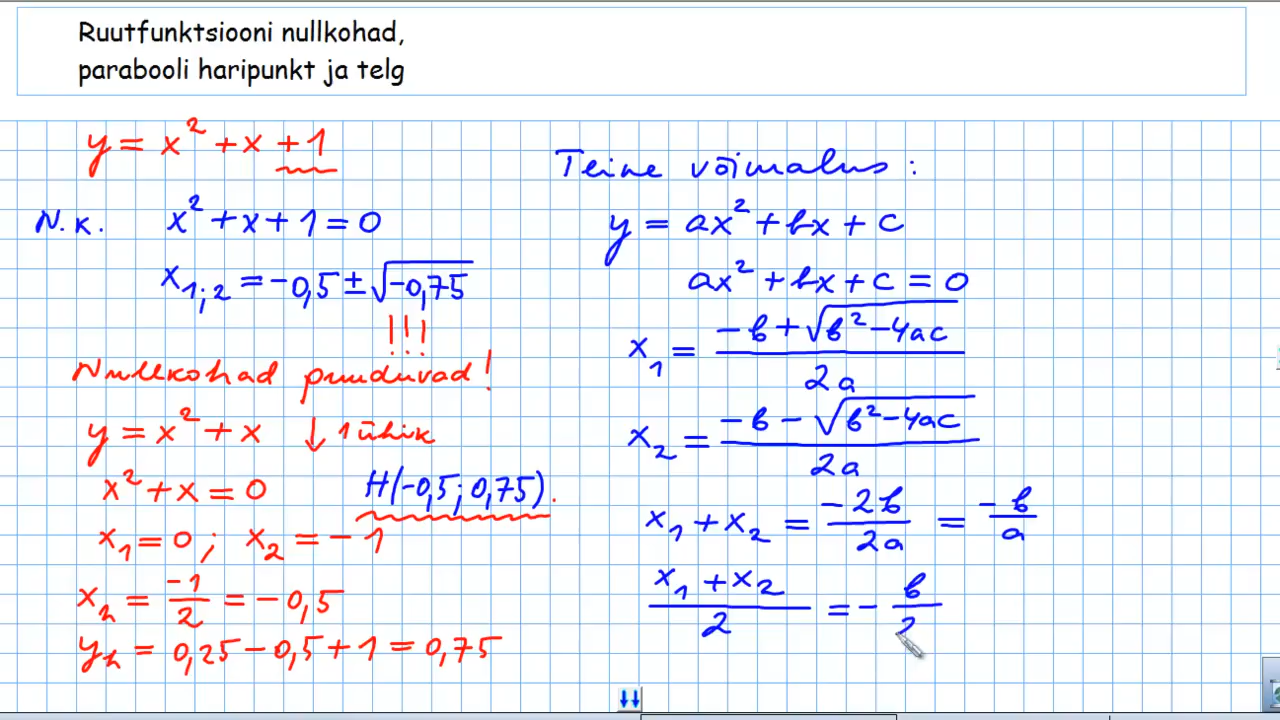 Ruutfunktsiooni nullkohad,
parabooli haripunkt ja telg
y = x² + x + 1
N.K. x² + x + 1 = 0
x₁;₂ = -0,5 ± √-0,75
!!!
Nullkohad puuduvad!
y = x² + x ↓ 1 ühik
x² + x = 0
H(-0,5; 0,75).
x₁ = 0; x₂ = -1
xₕ = -1/2 = -0,5
yₕ = 0,25 - 0,5 + 1 = 0,75
Teine võimalus:
y = ax² + bx + c
ax² + bx + c = 0
x₁ = (-b + √(b² - 4ac))/2a
x₂ = (-b - √(b² - 4ac))/2a
x₁ + x₂ = -2b/2a = -b/a
(x₁ + x₂)/2 = - b/2